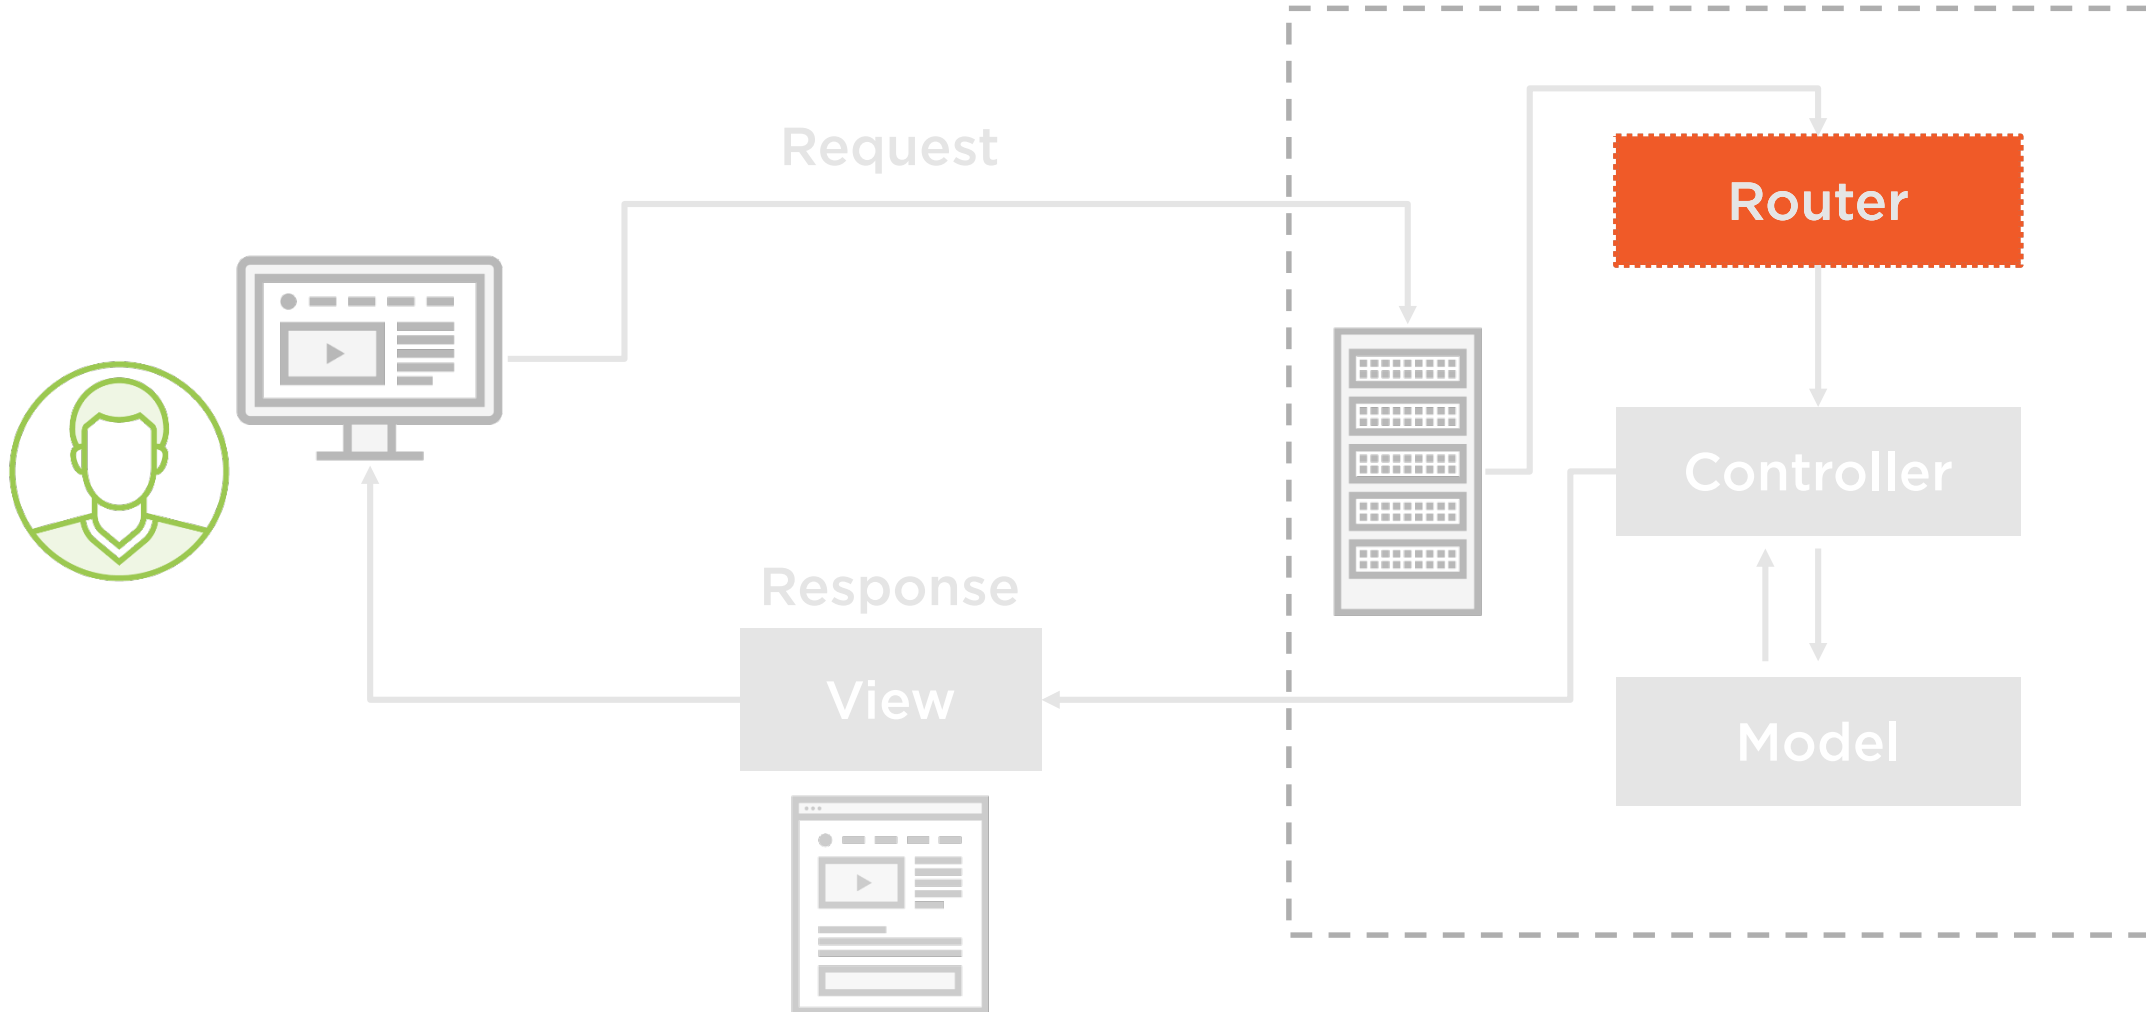 Request
Router
Controller
Response
View
Model